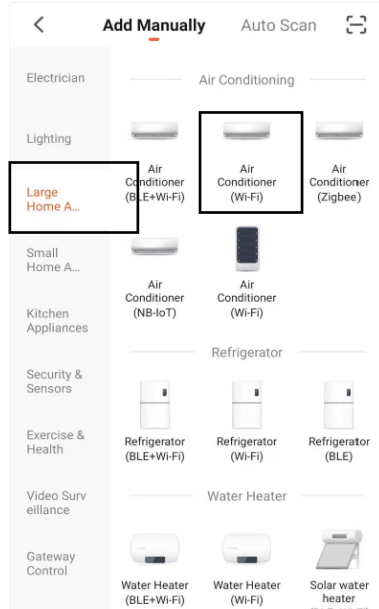 Add Manually
Auto Scan
Electrician
Lighting
Large
Home A...
Small
Home A...
Kitchen
Appliances
Security &
Sensors
Exercise &
Health
Video Surv
eillance
Gateway
Control
Air Conditioning
Air
Conditioner
(BLE+Wi-Fi)
Air
Conditioner
(Wi-Fi)
Air
Conditioner
(Zigbee)
Air
Conditioner
(NB-IoT)
Air
Conditioner
(Wi-Fi)
Refrigerator
Refrigerator
(BLE+Wi-Fi)
Refrigerator
(Wi-Fi)
Refrigerator
(BLE)
Water Heater
Water Heater
(BLE+Wi-Fi)
Water Heater
(Wi-Fi)
Solar water
heater